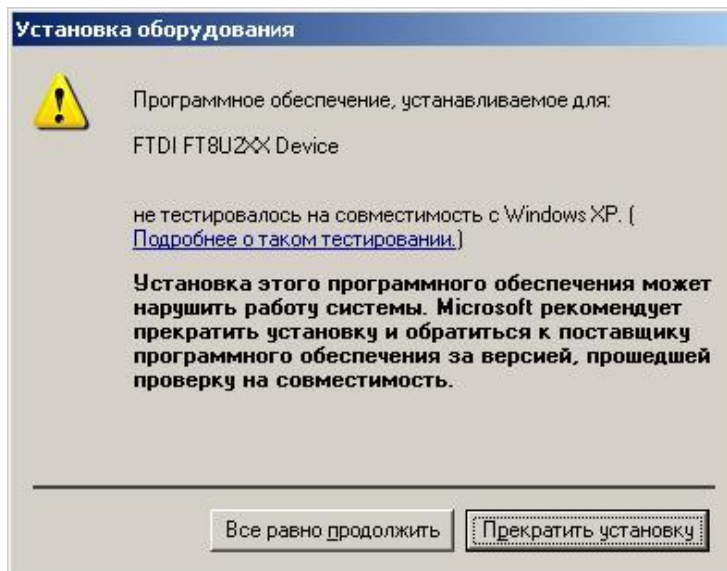 Установка оборудования
Программное обеспечение, устанавливаемое для:
FTDI FT8U2XX Device
не тестировалось на совместимость с Windows XP. (
Подробнее о таком тестировании.)
Установка этого программного обеспечения может
нарушить работу системы. Microsoft рекомендует
прекратить установку и обратиться к поставщику
программного обеспечения за версией, прошедшей
проверку на совместимость.
Все равно продолжить
Прекратить установку